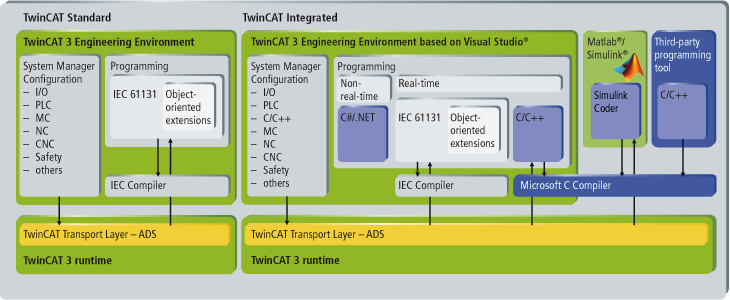 TwinCAT Standard
TwinCAT 3 Engineering Environment
System Manager
Configuration
– I/O
– PLC
– MC
– NC
– CNC
– Safety
– others
Programming
IEC 61131
Object-
oriented
extensions
IEC Compiler
TwinCAT Transport Layer – ADS
TwinCAT 3 runtime
TwinCAT Integrated
TwinCAT 3 Engineering Environment based on Visual Studio®
System Manager
Configuration
– I/O
– PLC
– C/C++
– MC
– NC
– CNC
– Safety
– others
Programming
Non-
real-time
C#/.NET
Real-time
IEC 61131
Object-
oriented
extensions
C/C++
IEC Compiler
Matlab®/
Simulink®
Simulink
Coder
Third-party
programming
tool
C/C++
Microsoft C Compiler
TwinCAT Transport Layer – ADS
TwinCAT 3 runtime